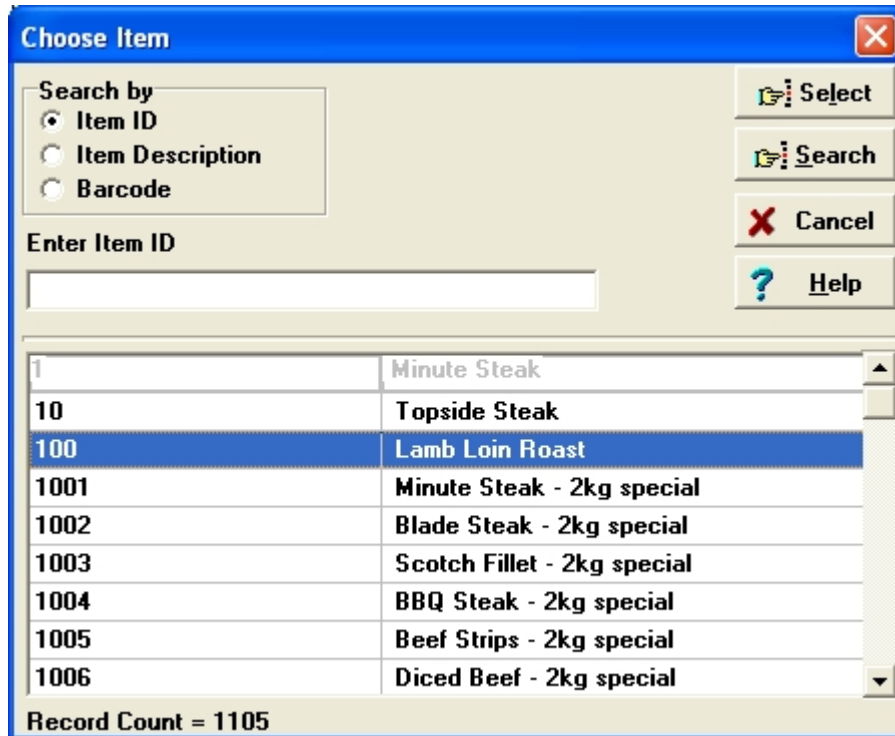 Choose Item
Search by
Item ID
Item Description
Barcode
Select
Search
Cancel
Help
Enter Item ID
1 Minute Steak
10 Topside Steak
100 Lamb Loin Roast
1001 Minute Steak - 2kg special
1002 Blade Steak - 2kg special
1003 Scotch Fillet - 2kg special
1004 BBQ Steak - 2kg special
1005 Beef Strips - 2kg special
1006 Diced Beef - 2kg special
Record Count = 1105